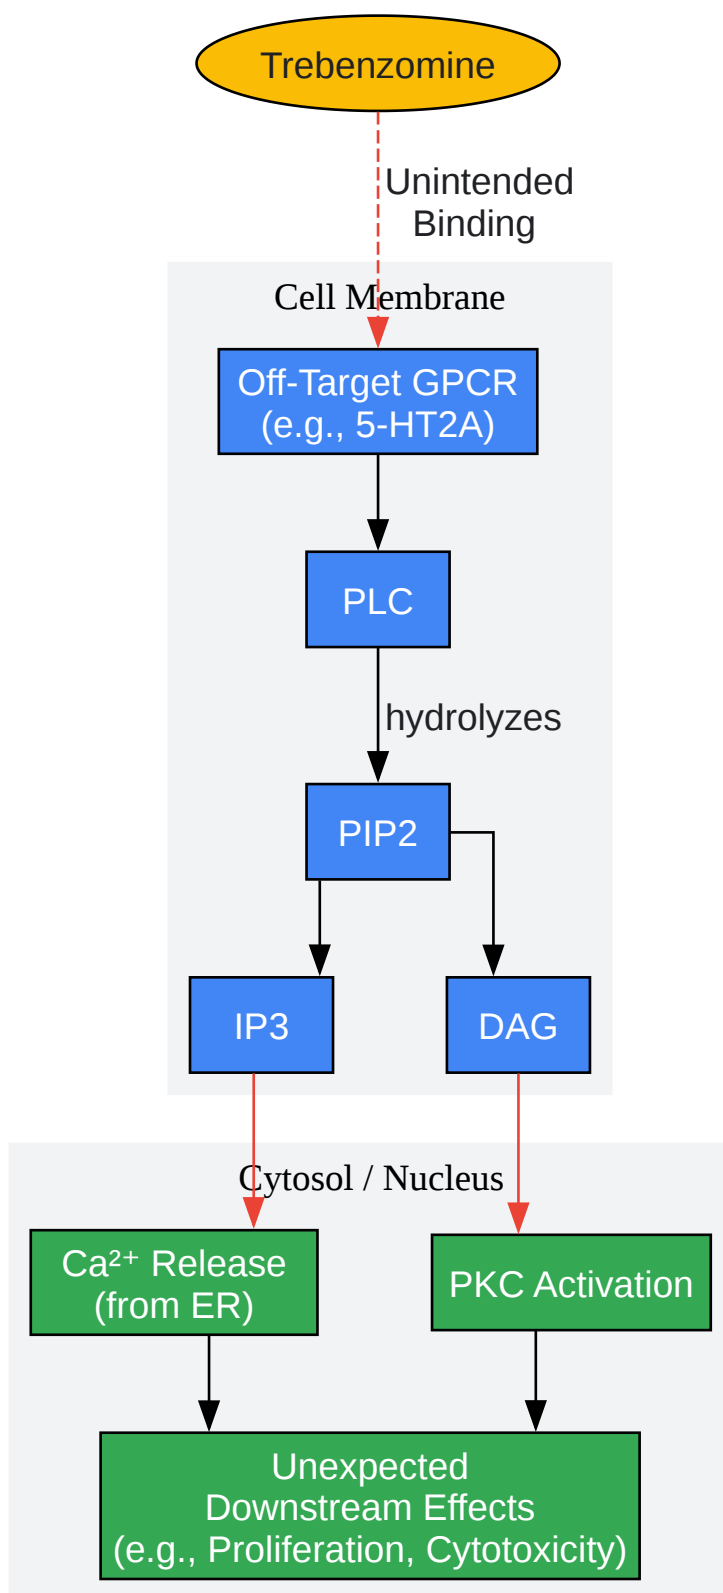 Trebenzomine
Unintended
Binding
Cell Membrane
Off-Target GPCR
(e.g., 5-HT2A)
PLC
hydrolyzes
PIP2
IP3
DAG
Cytosol / Nucleus
Ca²⁺ Release
(from ER)
PKC Activation
Unexpected
Downstream Effects
(e.g., Proliferation, Cytotoxicity)